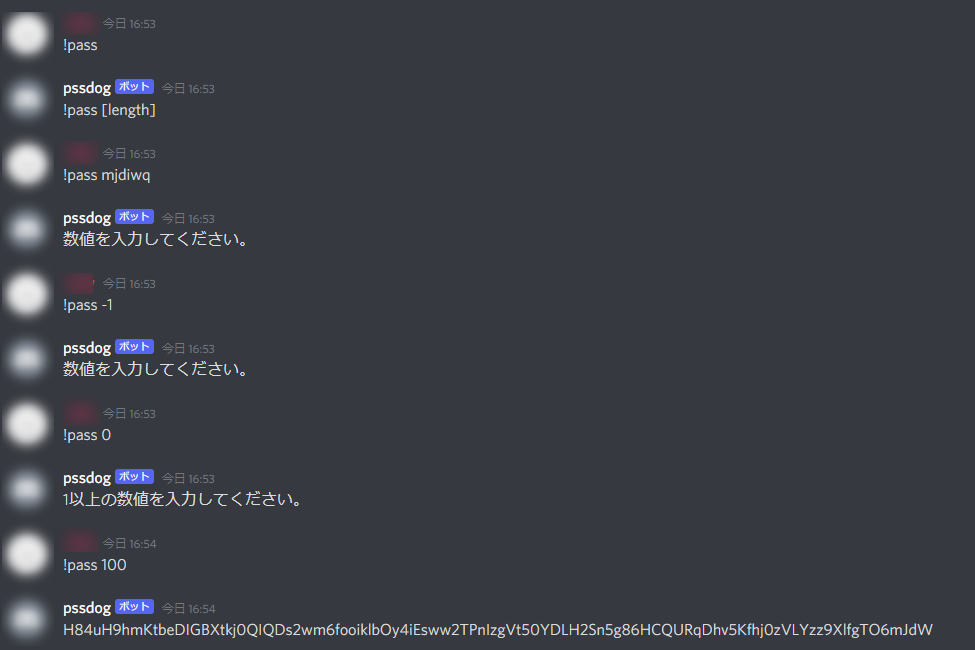 今日 16:53
!pass
pssdog ボット 今日 16:53
!pass [length]
今日 16:53
!pass mjdiwq
pssdog ボット 今日 16:53
数値を入力してください。
今日 16:53
!pass -1
pssdog ボット 今日 16:53
数値を入力してください。
今日 16:53
!pass 0
pssdog ボット 今日 16:53
1以上の数値を入力してください。
今日 16:54
!pass 100
pssdog ボット 今日 16:54
H84uH9hmKtbeDIGBXtkj0QIQDs2wm6fooiklbOy4iEsww2TPnIzgVt50YDLH2Sn5g86HCQURqDhv5Kfhj0zVLYzz9XlfgTO6mJdW